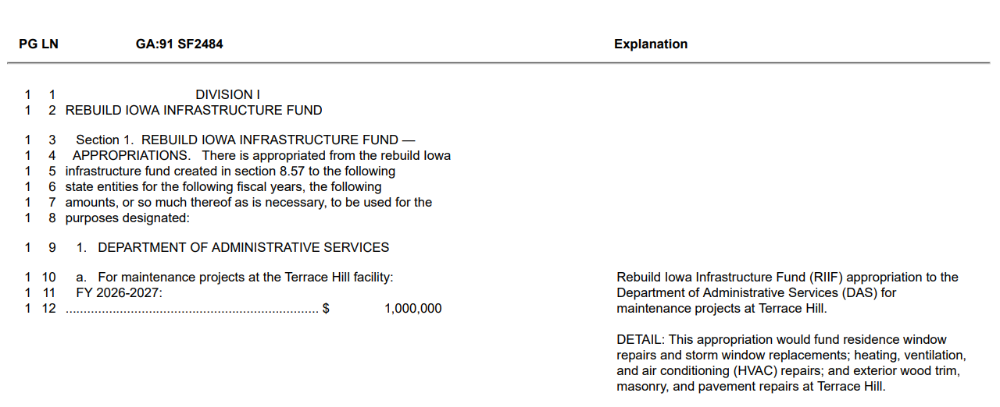 PG LN GA:91 SF2484 Explanation
1 1 DIVISION I
1 2 REBUILD IOWA INFRASTRUCTURE FUND
1 3 Section 1. REBUILD IOWA INFRASTRUCTURE FUND —
1 4 APPROPRIATIONS. There is appropriated from the rebuild Iowa
1 5 infrastructure fund created in section 8.57 to the following
1 6 state entities for the following fiscal years, the following
1 7 amounts, or so much thereof as is necessary, to be used for the
1 8 purposes designated:
1 9 1. DEPARTMENT OF ADMINISTRATIVE SERVICES
1 10 a. For maintenance projects at the Terrace Hill facility:
1 11 FY 2026-2027:
1 12 ....................................................................... $ 1,000,000
Rebuild Iowa Infrastructure Fund (RIIF) appropriation to the
Department of Administrative Services (DAS) for
maintenance projects at Terrace Hill.
DETAIL: This appropriation would fund residence window
repairs and storm window replacements; heating, ventilation,
and air conditioning (HVAC) repairs; and exterior wood trim,
masonry, and pavement repairs at Terrace Hill.